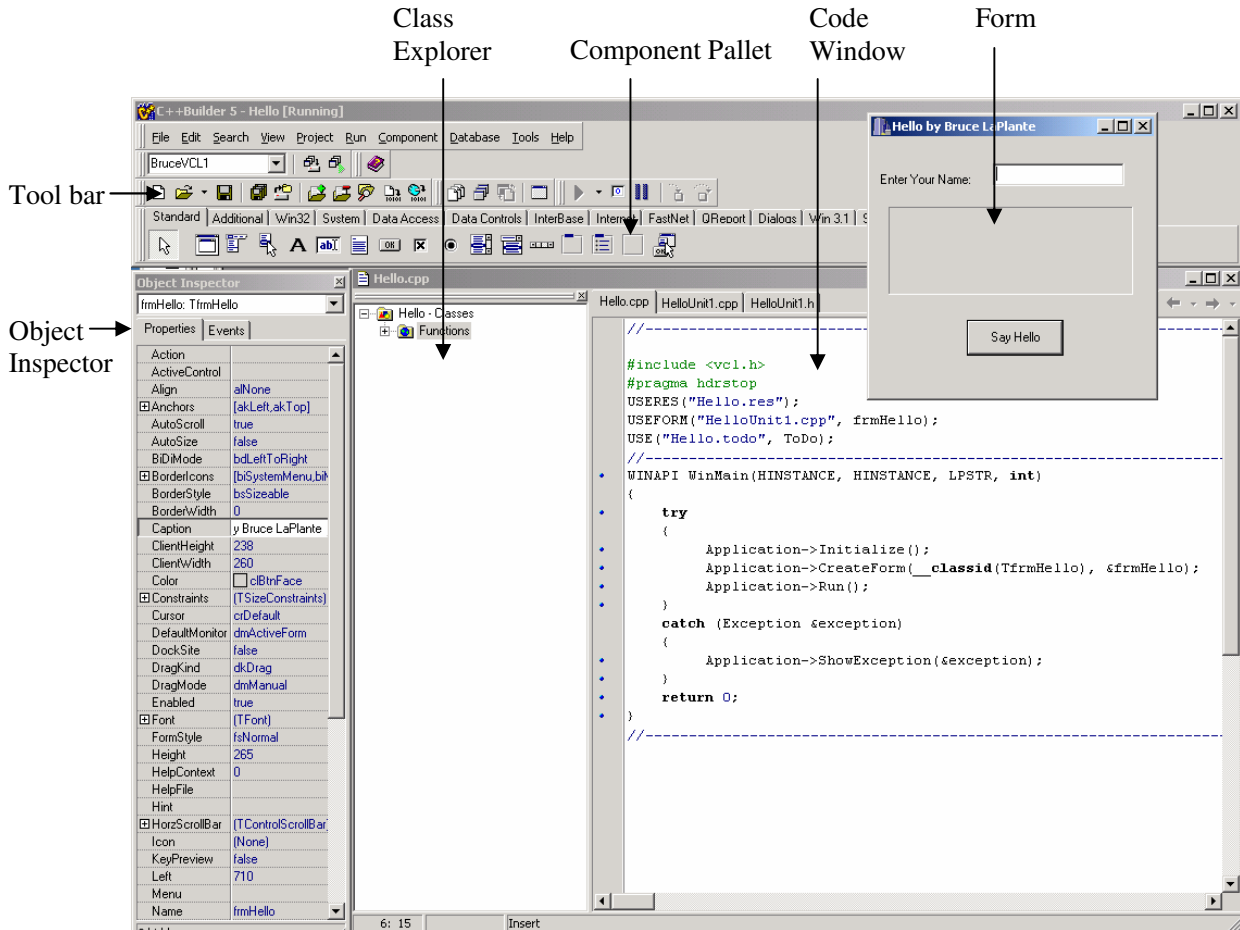 Class
Explorer
Component Pallet
Code
Window
Form
Tool bar
Object
Inspector
C++Builder 5 - Hello [Running]
File Edit Search View Project Run Component Database Tools Help
BruceVCL1
Standard Additional Win32 System Data Access Data Controls InterBase Internet FastNet QReport Dialogs Win 3.1 S
Hello by Bruce LaPlante
Enter Your Name:
Say Hello
Object Inspector
frmHello: TfrmHello
Properties Events
Action
ActiveControl
Align alNone
Anchors [akLeft,akTop]
AutoScroll true
AutoSize false
BiDiMode bdLeftToRight
BorderIcons [biSystemMenu,biM
BorderStyle bsSizeable
BorderWidth 0
Caption y Bruce LaPlante
ClientHeight 238
ClientWidth 260
Color clBtnFace
Constraints (TSizeConstraints)
Cursor crDefault
DefaultMonitor dmActiveForm
DockSite false
DragKind dkDrag
DragMode dmManual
Enabled true
Font (TFont)
FormStyle fsNormal
Height 265
HelpContext 0
HelpFile
Hint
HorzScrollBar (TControlScrollBar)
Icon (None)
KeyPreview false
Left 710
Menu
Name frmHello
Hello.cpp
Hello - Classes
Functions
Hello.cpp HelloUnit1.cpp HelloUnit1.h
//----------------------------------------------------------------
#include <vcl.h>
#pragma hdrstop
USERES("Hello.res");
USEFORM("HelloUnit1.cpp", frmHello);
USE("Hello.todo", ToDo);
//----------------------------------------------------------------
WINAPI WinMain(HINSTANCE, HINSTANCE, LPSTR, int)
{
try
{
Application->Initialize();
Application->CreateForm(__classid(TfrmHello), &frmHello);
Application->Run();
}
catch (Exception &exception)
{
Application->ShowException(&exception);
}
return 0;
}
//----------------------------------------------------------------
6: 15 Insert